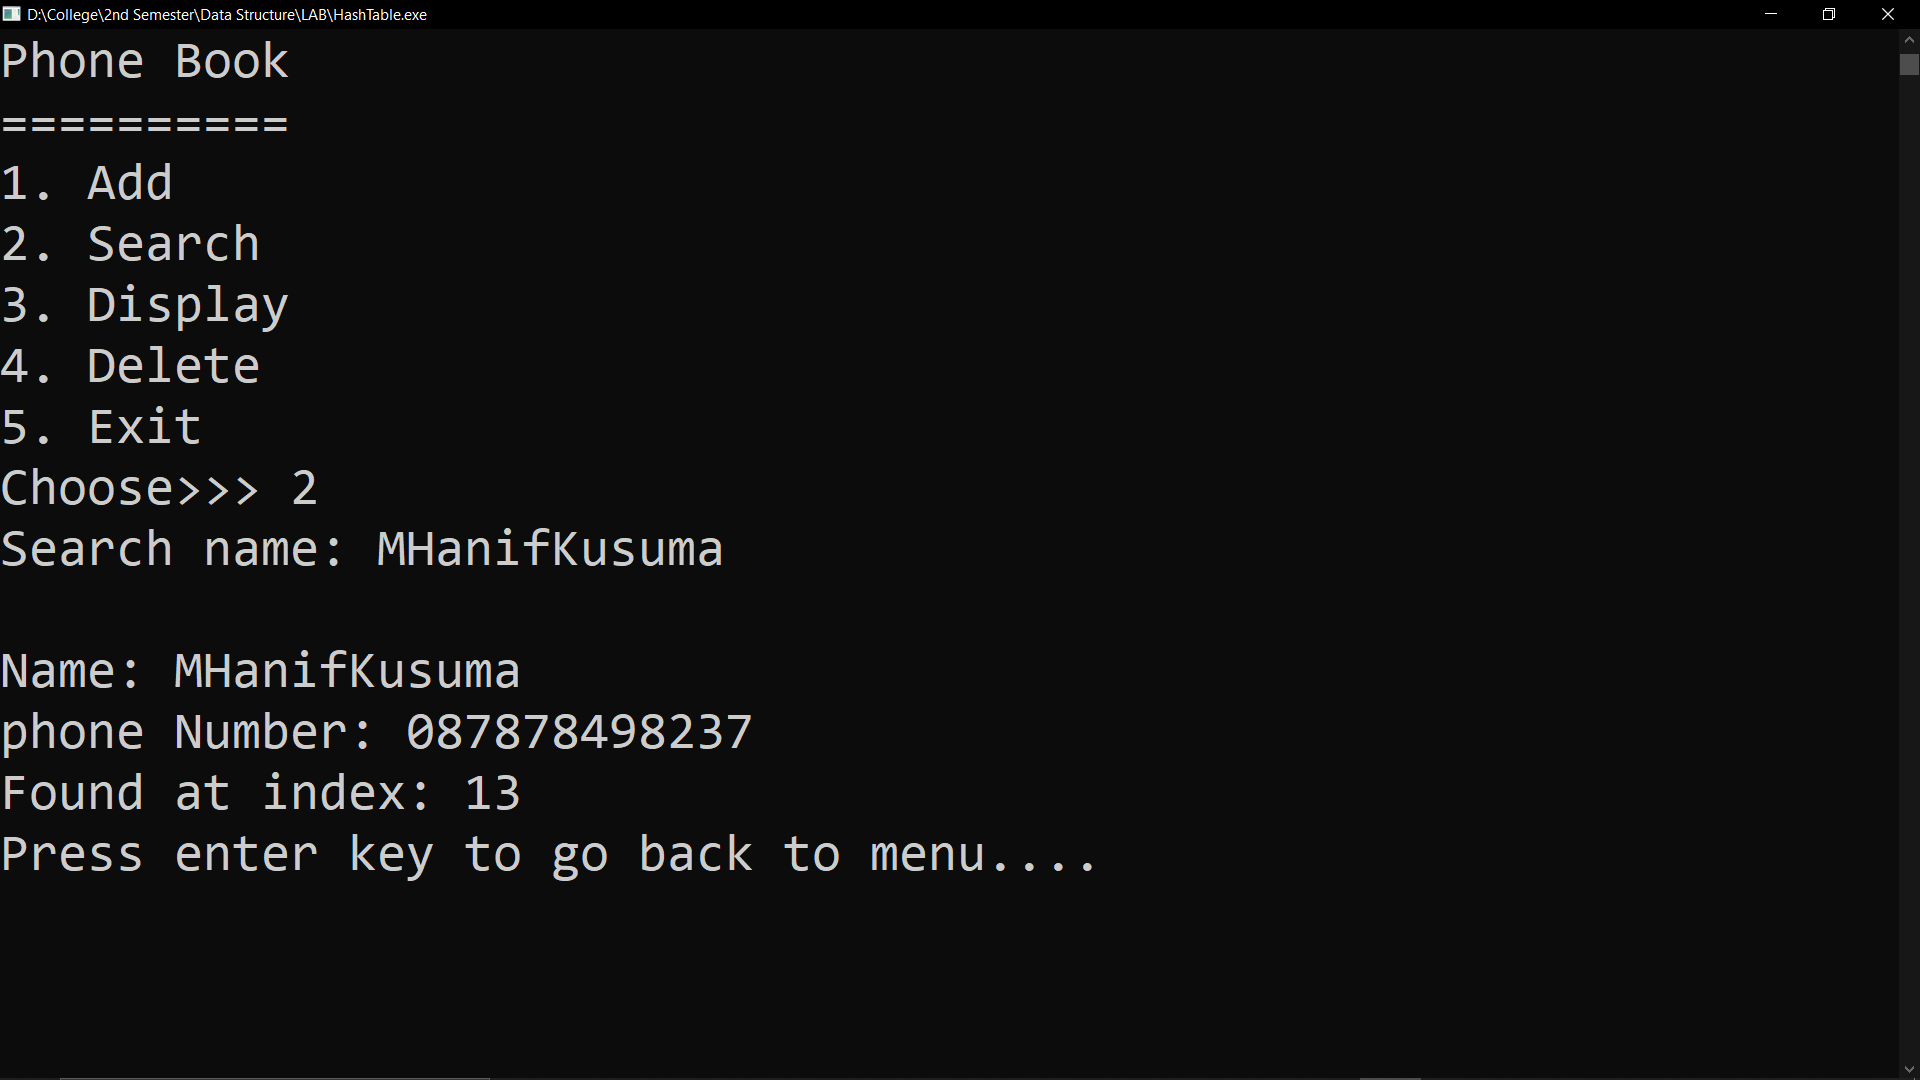 D:\College\2nd Semester\Data Structure\LAB\HashTable.exe
Phone Book
==========
1. Add
2. Search
3. Display
4. Delete
5. Exit
Choose>>> 2
Search name: MHanifKusuma
Name: MHanifKusuma
phone Number: 087878498237
Found at index: 13
Press enter key to go back to menu....